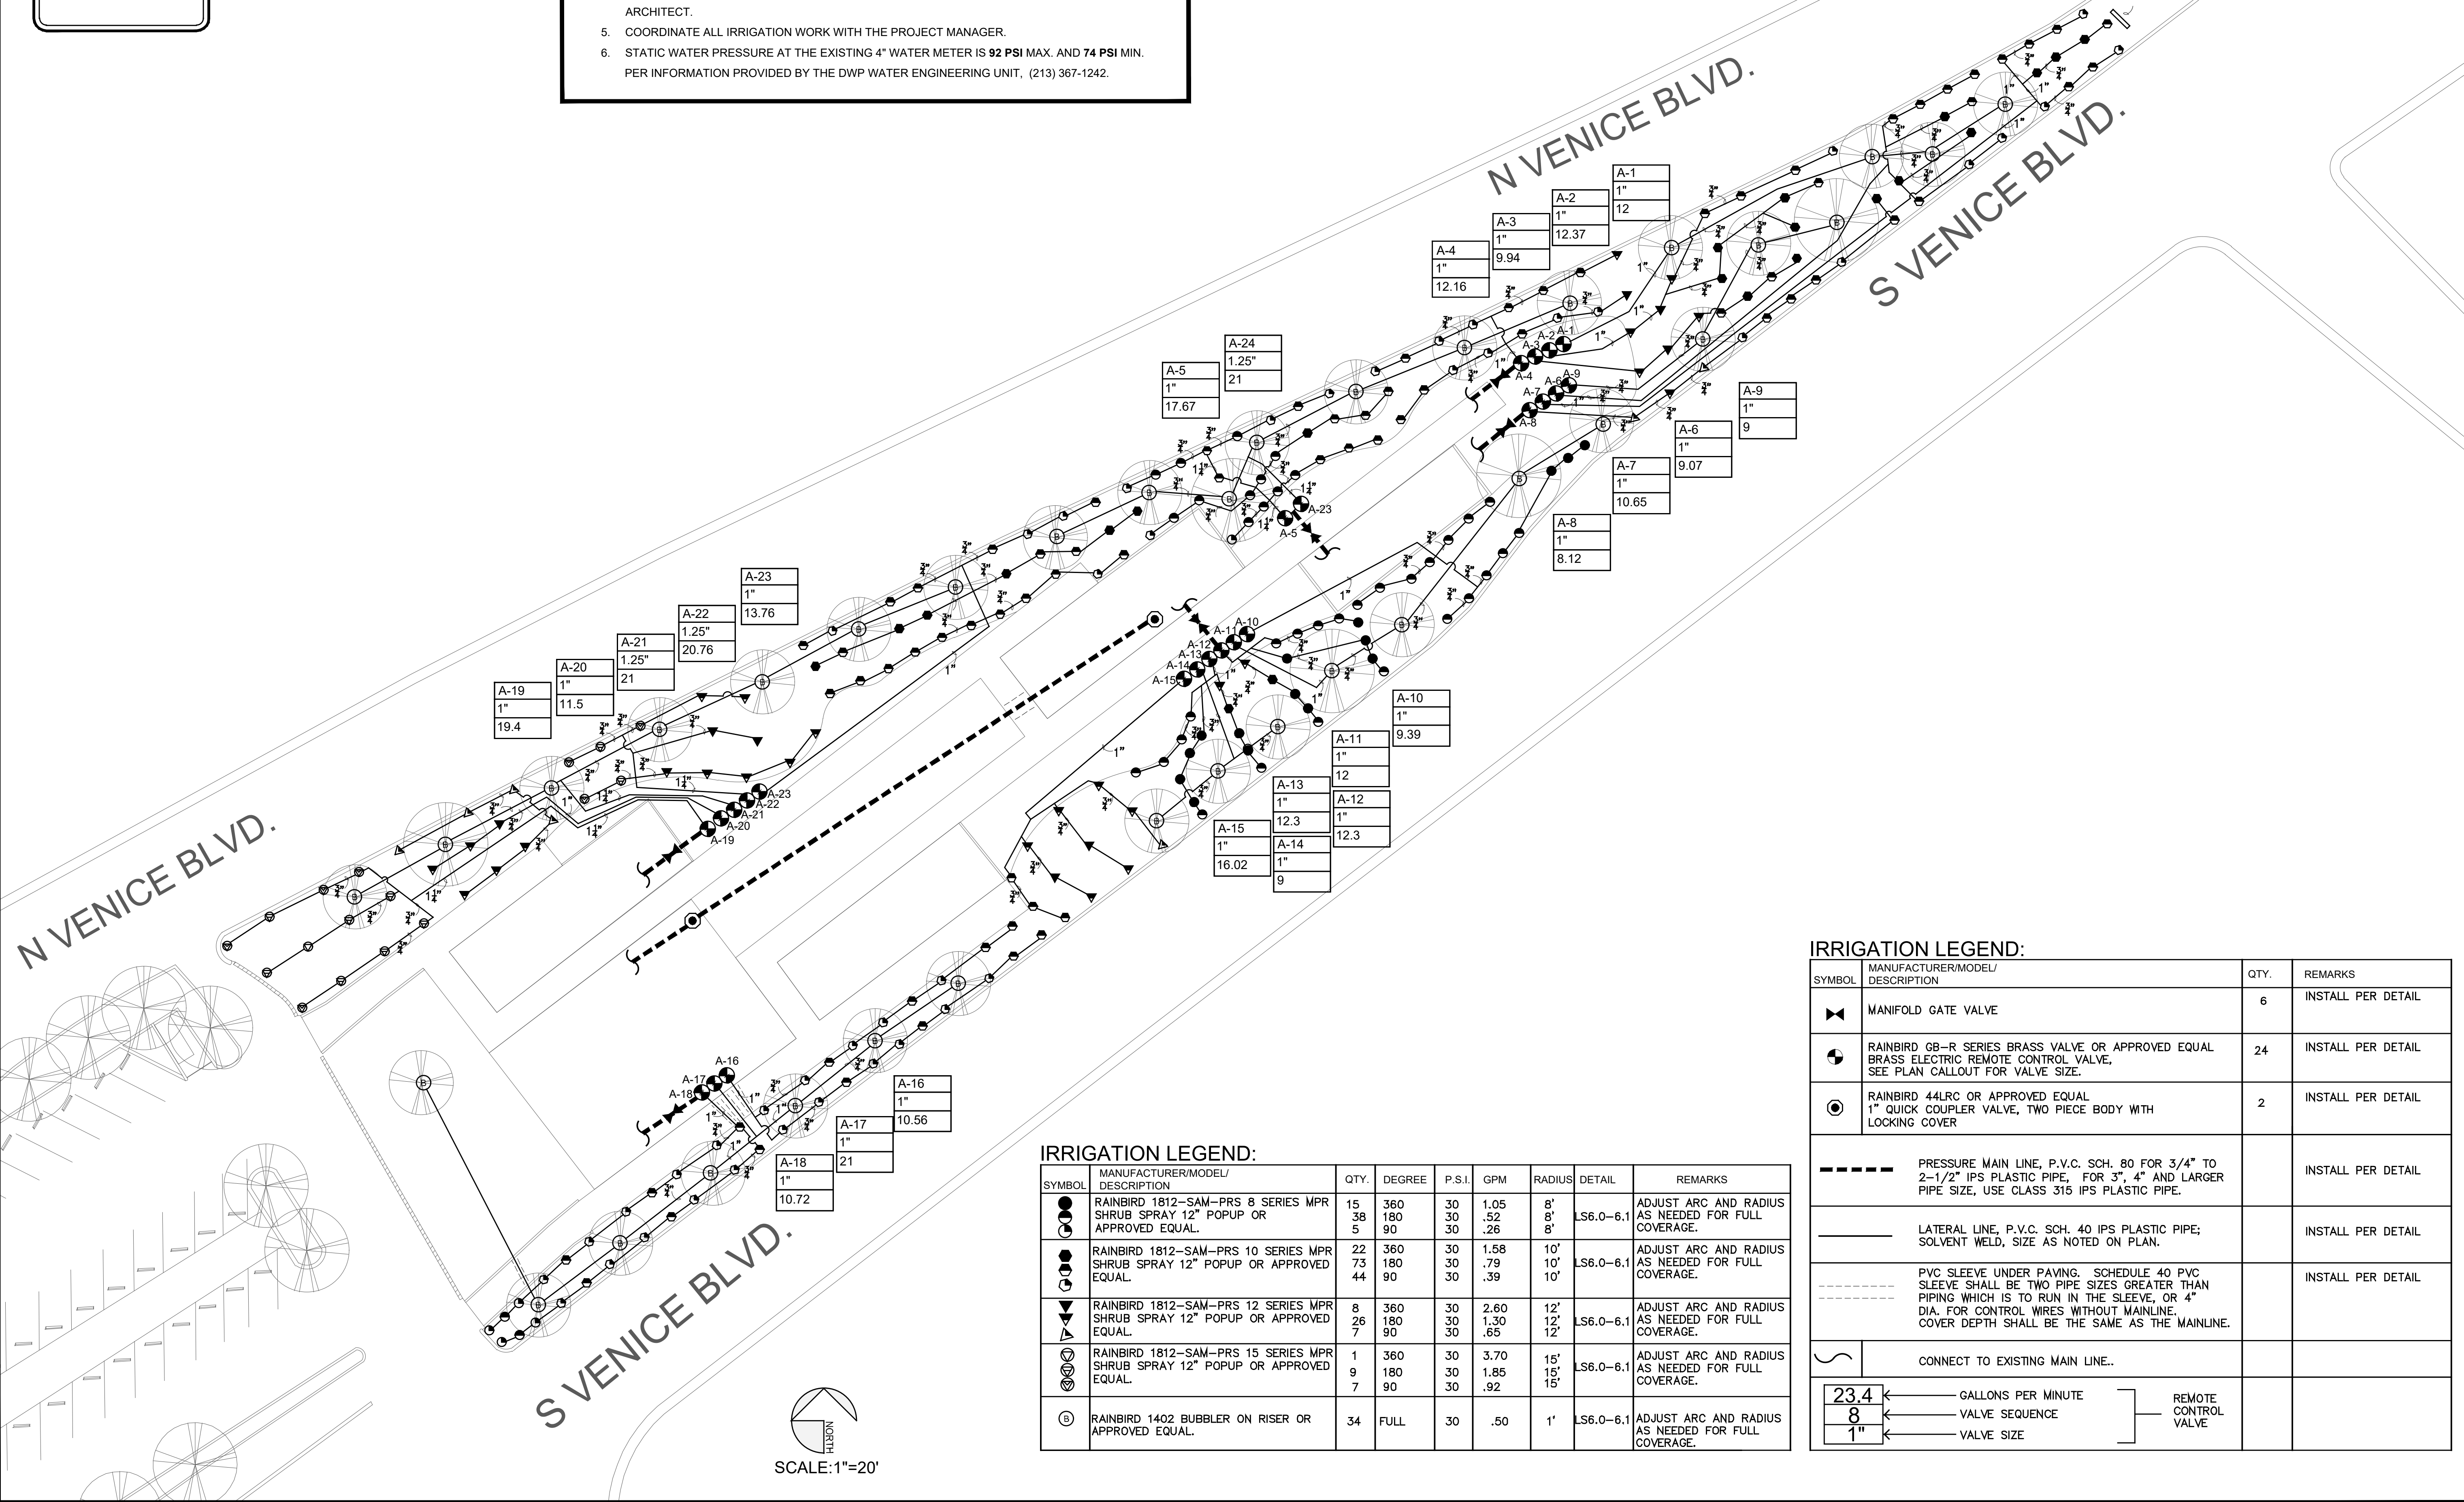 ARCHITECT.
5. COORDINATE ALL IRRIGATION WORK WITH THE PROJECT MANAGER.
6. STATIC WATER PRESSURE AT THE EXISTING 4" WATER METER IS 92 PSI MAX. AND 74 PSI MIN.
PER INFORMATION PROVIDED BY THE DWP WATER ENGINEERING UNIT, (213) 367-1242.
N VENICE BLVD.
S VENICE BLVD.
A-1
1"
12
A-2
1"
12.37
A-3
1"
9.94
A-4
1"
12.16
A-24
1.25"
21
A-5
1"
17.67
A-9
1"
9
A-6
1"
9.07
A-7
1"
10.65
A-8
1"
8.12
A-23
1"
13.76
A-22
1.25"
20.76
A-21
1.25"
21
A-20
1"
11.5
A-19
1"
19.4
A-10
1"
9.39
A-11
1"
12
A-13
1"
12.3
A-12
1"
12.3
A-15
1"
16.02
A-14
1"
9
A-16
1"
10.56
A-17
1"
21
A-18
1"
10.72
A-1
A-2
A-3
A-4
A-9
A-6
A-7
A-8
A-23
A-5
A-10
A-11
A-12
A-13
A-14
A-15
A-23
A-22
A-21
A-20
A-19
A-16
A-17
A-18
N VENICE BLVD.
S VENICE BLVD.
NORTH
SCALE:1"=20'
IRRIGATION LEGEND:
SYMBOL MANUFACTURER/MODEL/ DESCRIPTION QTY. DEGREE P.S.I. GPM RADIUS DETAIL REMARKS
RAINBIRD 1812-SAM-PRS 8 SERIES MPR 15 360 30 1.05 8' ADJUST ARC AND RADIUS
SHRUB SPRAY 12" POPUP OR 38 180 30 .52 8' LS6.0-6.1 AS NEEDED FOR FULL
APPROVED EQUAL. 5 90 30 .26 8' COVERAGE.
RAINBIRD 1812-SAM-PRS 10 SERIES MPR 22 360 30 1.58 10' ADJUST ARC AND RADIUS
SHRUB SPRAY 12" POPUP OR APPROVED 73 180 30 .79 10' LS6.0-6.1 AS NEEDED FOR FULL
EQUAL. 44 90 30 .39 10' COVERAGE.
RAINBIRD 1812-SAM-PRS 12 SERIES MPR 8 360 30 2.60 12' ADJUST ARC AND RADIUS
SHRUB SPRAY 12" POPUP OR APPROVED 26 180 30 1.30 12' LS6.0-6.1 AS NEEDED FOR FULL
EQUAL. 7 90 30 .65 12' COVERAGE.
RAINBIRD 1812-SAM-PRS 15 SERIES MPR 1 360 30 3.70 15' ADJUST ARC AND RADIUS
SHRUB SPRAY 12" POPUP OR APPROVED 9 180 30 1.85 15' LS6.0-6.1 AS NEEDED FOR FULL
EQUAL. 7 90 30 .92 15' COVERAGE.
B RAINBIRD 1402 BUBBLER ON RISER OR 34 FULL 30 .50 1' LS6.0-6.1 ADJUST ARC AND RADIUS
APPROVED EQUAL. AS NEEDED FOR FULL
COVERAGE.
IRRIGATION LEGEND:
SYMBOL MANUFACTURER/MODEL/ DESCRIPTION QTY. REMARKS
MANIFOLD GATE VALVE 6 INSTALL PER DETAIL
RAINBIRD GB-R SERIES BRASS VALVE OR APPROVED EQUAL 24 INSTALL PER DETAIL
BRASS ELECTRIC REMOTE CONTROL VALVE,
SEE PLAN CALLOUT FOR VALVE SIZE.
RAINBIRD 44LRC OR APPROVED EQUAL 2 INSTALL PER DETAIL
1" QUICK COUPLER VALVE, TWO PIECE BODY WITH
LOCKING COVER
PRESSURE MAIN LINE, P.V.C. SCH. 80 FOR 3/4" TO INSTALL PER DETAIL
2-1/2" IPS PLASTIC PIPE, FOR 3", 4" AND LARGER
PIPE SIZE, USE CLASS 315 IPS PLASTIC PIPE.
LATERAL LINE, P.V.C. SCH. 40 IPS PLASTIC PIPE; INSTALL PER DETAIL
SOLVENT WELD, SIZE AS NOTED ON PLAN.
PVC SLEEVE UNDER PAVING. SCHEDULE 40 PVC INSTALL PER DETAIL
SLEEVE SHALL BE TWO PIPE SIZES GREATER THAN
PIPING WHICH IS TO RUN IN THE SLEEVE, OR 4"
DIA. FOR CONTROL WIRES WITHOUT MAINLINE.
COVER DEPTH SHALL BE THE SAME AS THE MAINLINE.
CONNECT TO EXISTING MAIN LINE..
23.4 GALLONS PER MINUTE
8 VALVE SEQUENCE
1" VALVE SIZE
REMOTE
CONTROL
VALVE